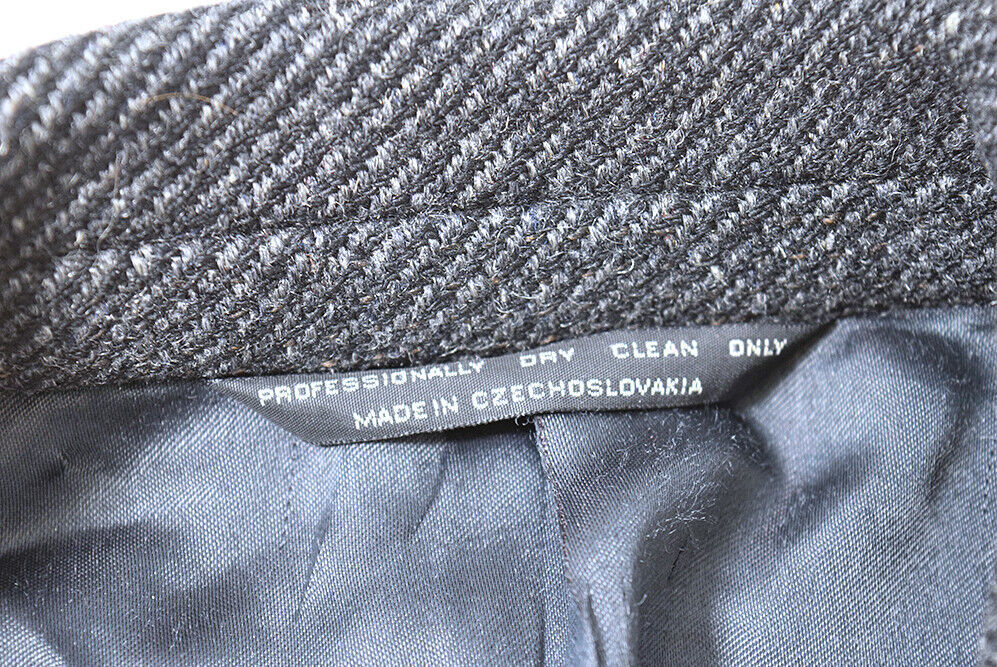 PROFESSIONALLY DRY CLEAN ONLY
MADE IN CZECHOSLOVAKIA